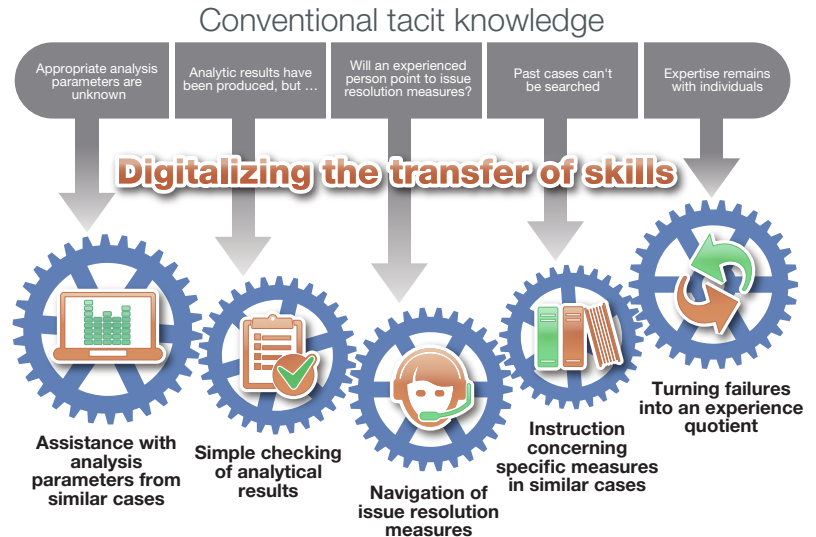 Conventional tacit knowledge
Appropriate analysis
parameters are
unknown
Analytic results have
been produced, but …
Will an experienced
person point to issue
resolution measures?
Past cases can't
be searched
Expertise remains
with individuals
Digitalizing the transfer of skills
Assistance with
analysis
parameters from
similar cases
Simple checking
of analytical
results
Navigation of
issue resolution
measures
Instruction
concerning
specific measures
in similar cases
Turning failures
into an experience
quotient